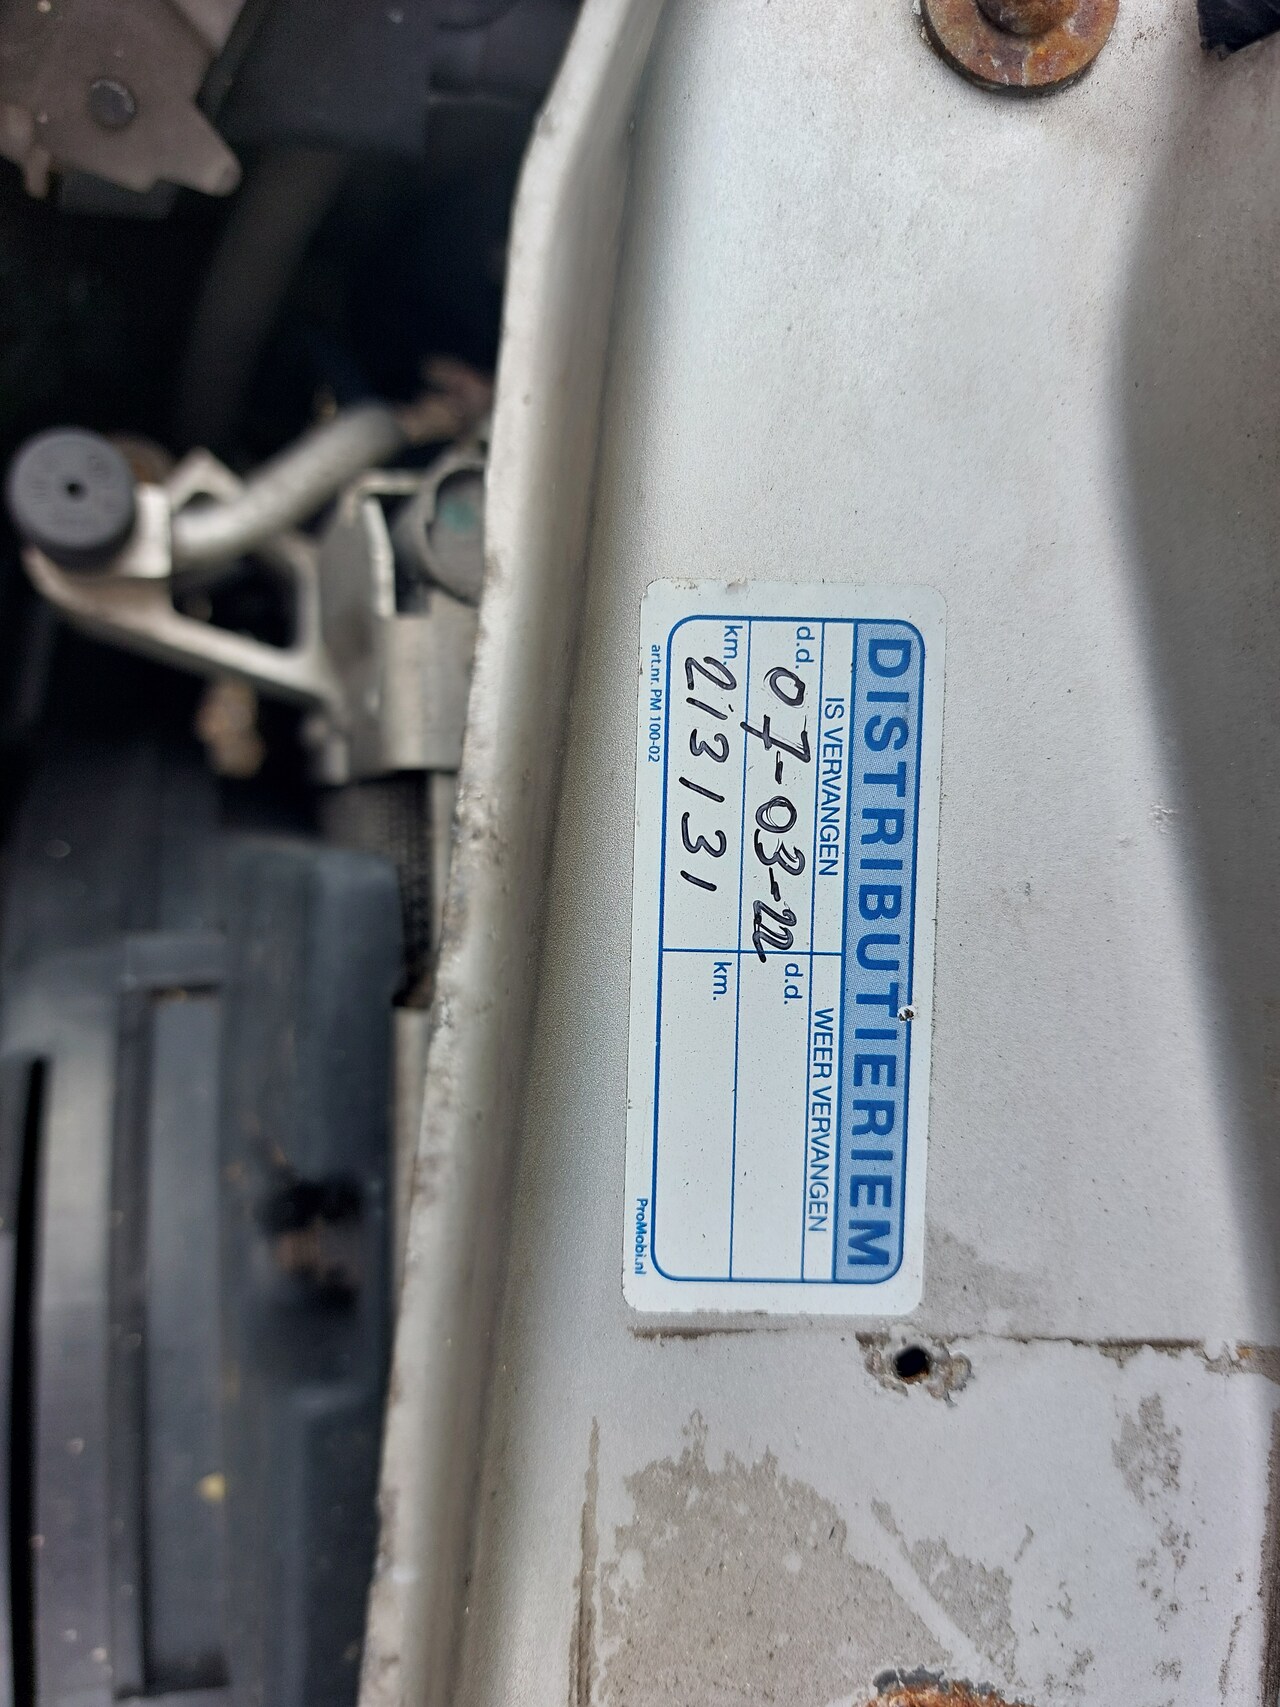 DISTRIBUTIERIEM
IS VERVANGEN
WEER VERVANGEN
d.d. 07-03-22
d.d.
km. 213131
km.
art.nr. PM 100-02
ProMobi.nl